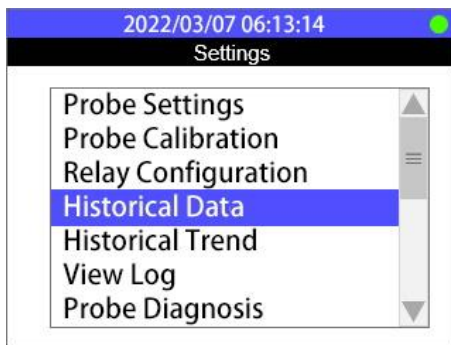 2022/03/07 06:13:14
Settings
Probe Settings
Probe Calibration
Relay Configuration
Historical Data
Historical Trend
View Log
Probe Diagnosis